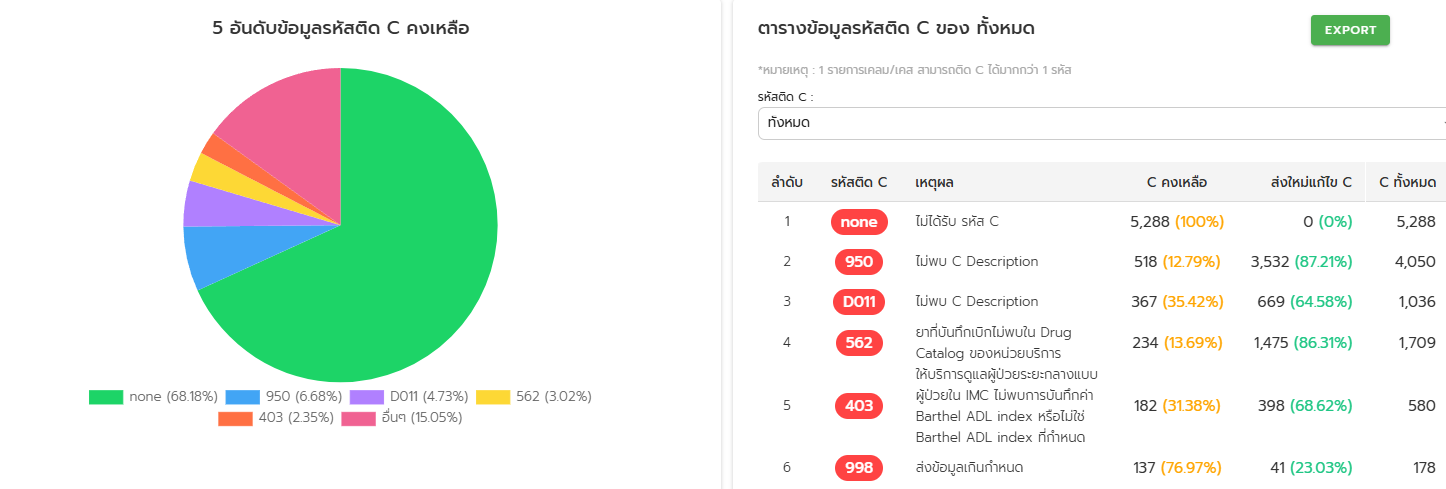 5 อันดับข้อมูลรหัสติด C คงเหลือ
none (68.18%) 950 (6.68%) D011 (4.73%) 562 (3.02%)
403 (2.35%) อื่นๆ (15.05%)
ตารางข้อมูลรหัสติด C ของ ทั้งหมด
EXPORT
*หมายเหตุ : 1 รายการเคลม/เคส สามารถติด C ได้มากกว่า 1 รหัส
รหัสติด C :
ทั้งหมด
ลำดับ รหัสติด C เหตุผล C คงเหลือ ส่งใหม่แก้ไข C C ทั้งหมด
1 none ไม่ได้รับ รหัส C 5,288 (100%) 0 (0%) 5,288
2 950 ไม่พบ C Description 518 (12.79%) 3,532 (87.21%) 4,050
3 D011 ไม่พบ C Description 367 (35.42%) 669 (64.58%) 1,036
ยาที่บันทึกเบิกไม่พบใน Drug
4 562 234 (13.69%) 1,475 (86.31%) 1,709
Catalog ของหน่วยบริการ
ให้บริการดูแลผู้ป่วยระยะกลางแบบ
ผู้ป่วยใน IMC ไม่พบการบันทึกค่า
5 403 182 (31.38%) 398 (68.62%) 580
Barthel ADL index หรือไม่ใช่
Barthel ADL index ที่กำหนด
6 998 ส่งข้อมูลเกินกำหนด 137 (76.97%) 41 (23.03%) 178